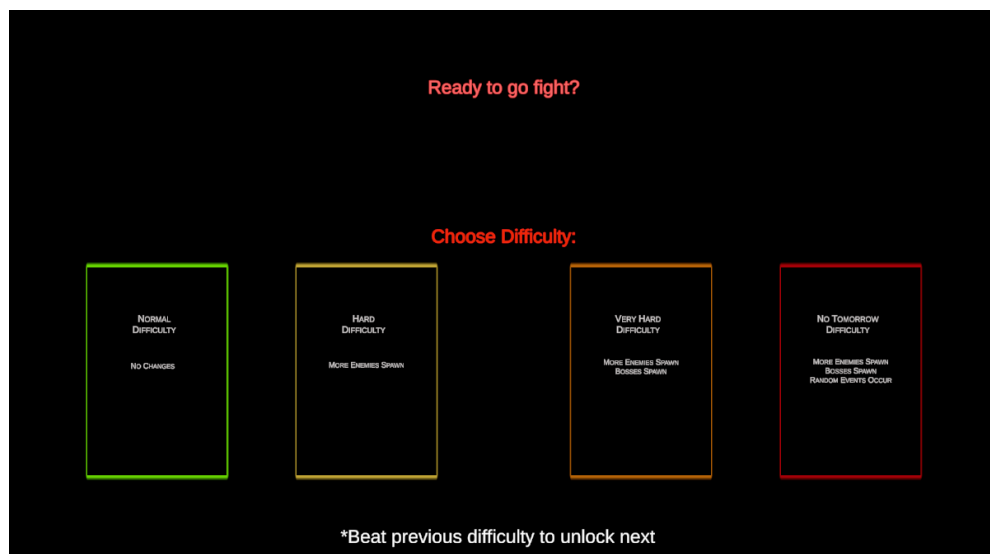 Ready to go fight?
Choose Difficulty:
Normal
Difficulty
No Changes
Hard
Difficulty
More Enemies Spawn
Very Hard
Difficulty
More Enemies Spawn
Bosses Spawn
No Tomorrow
Difficulty
More Enemies Spawn
Bosses Spawn
Random Events Occur
*Beat previous difficulty to unlock next